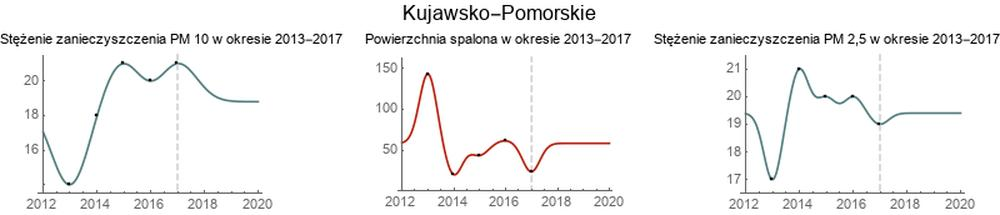 Kujawsko–Pomorskie
Stężenie zanieczyszczenia PM 10 w okresie 2013–2017
20
18
16
2012 2014 2016 2018 2020
Powierzchnia spalona w okresie 2013–2017
150
100
50
2012 2014 2016 2018 2020
Stężenie zanieczyszczenia PM 2,5 w okresie 2013–2017
21
20
19
18
17
2012 2014 2016 2018 2020